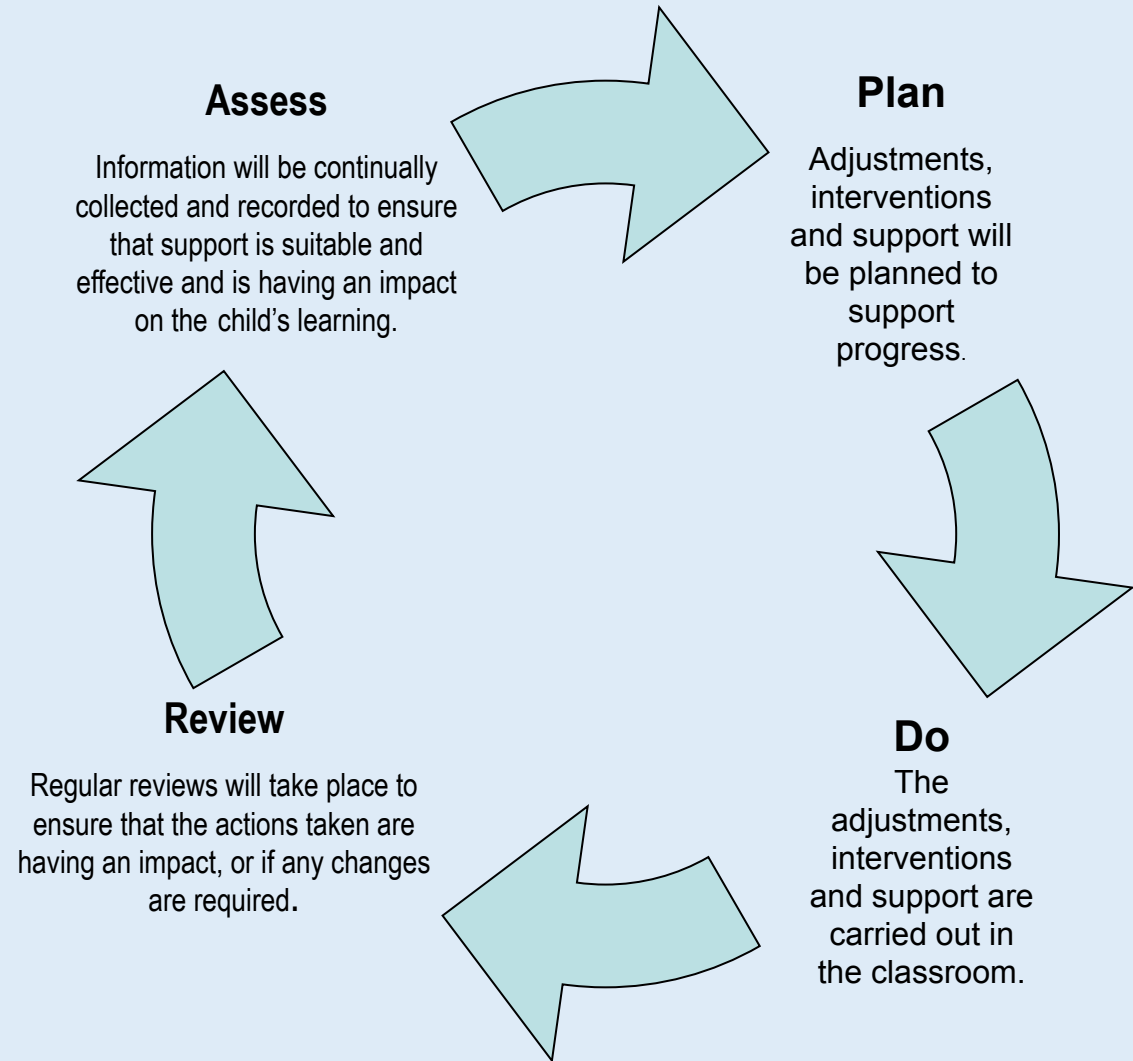 Assess
Information will be continually
collected and recorded to ensure
that support is suitable and
effective and is having an impact
on the child's learning.
Plan
Adjustments,
interventions
and support will
be planned to
support
progress.
Do
The
adjustments,
interventions
and support are
carried out in
the classroom.
Review
Regular reviews will take place to
ensure that the actions taken are
having an impact, or if any changes
are required.